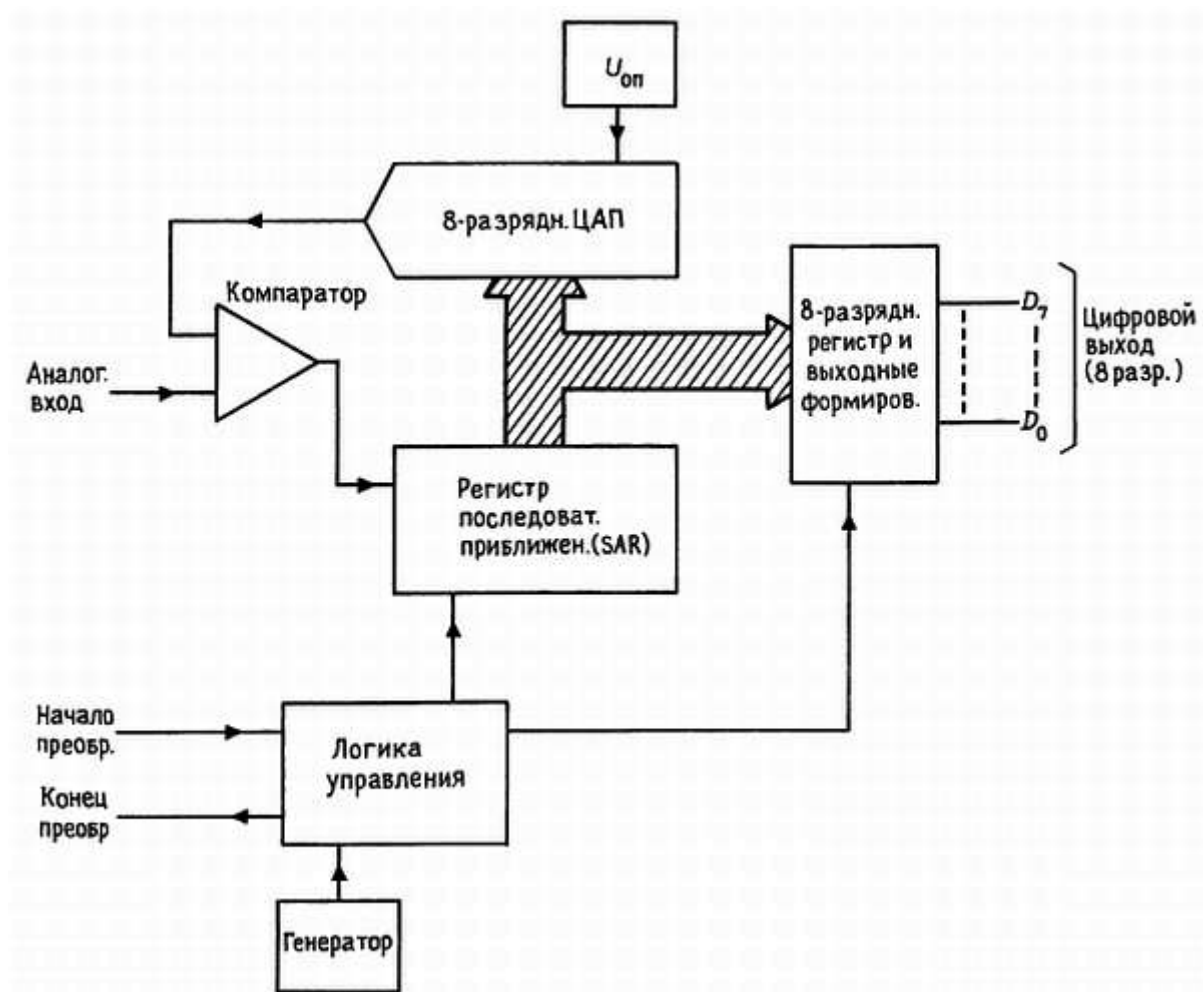 Uоп
8-разрядн. ЦАП
Компаратор
Аналог.
вход
8-разрядн.
регистр и
выходные
формиров.
D7
D0
Цифровой
выход
(8 разр.)
Регистр
последоват.
приближен.(SAR)
Начало
преобр.
Конец
преобр
Логика
управления
Генератор